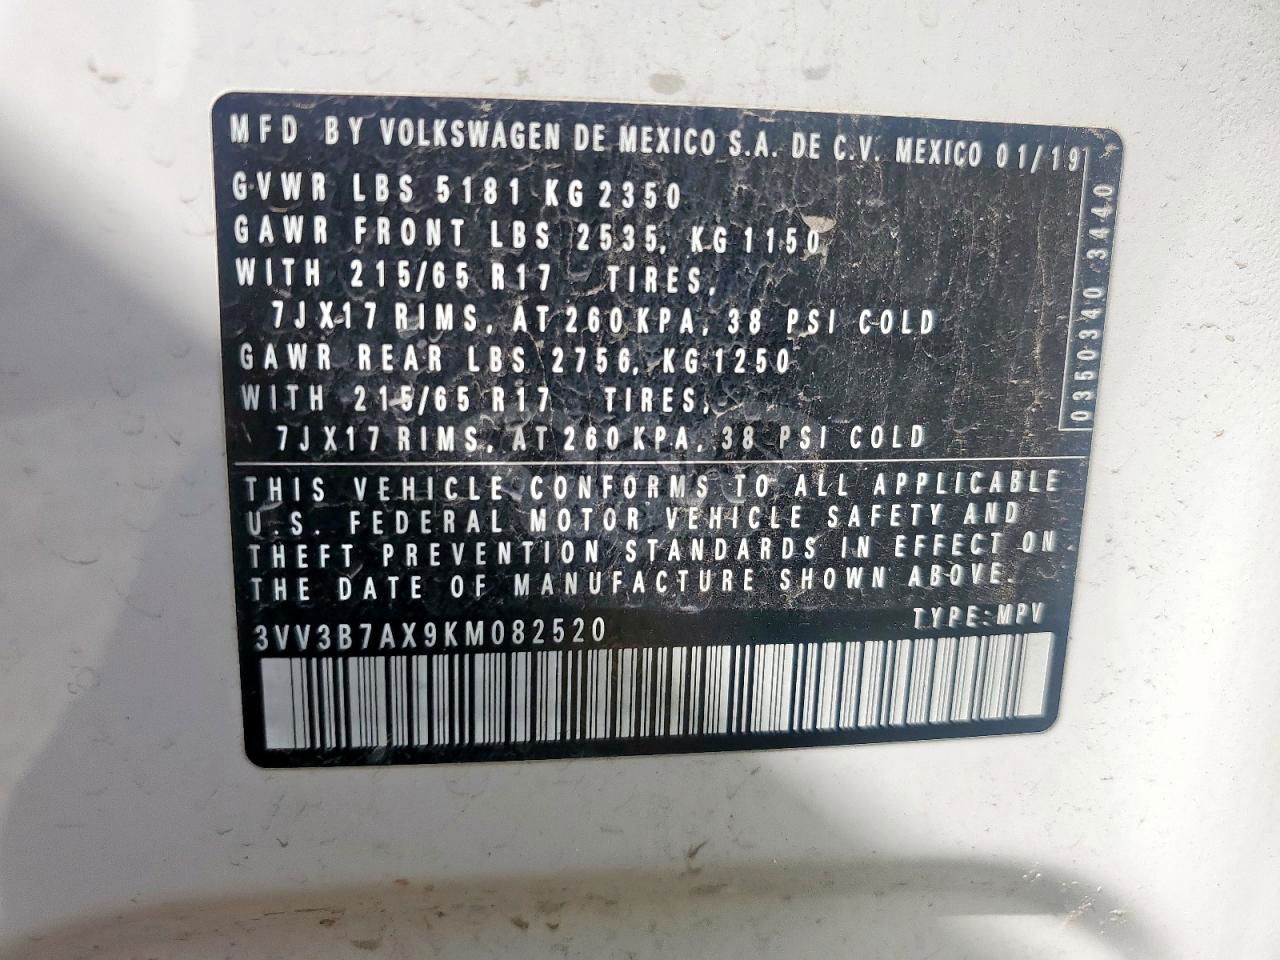 MFD BY VOLKSWAGEN DE MEXICO S.A. DE C.V. MEXICO 01/19
GVWR LBS 5181 KG 2350
GAWR FRONT LBS 2535, KG 1150
WITH 215/65 R17 TIRES,
7JX17 RIMS, AT 260 KPA, 38 PSI COLD
GAWR REAR LBS 2756, KG 1250
WITH 215/65 R17 TIRES,
7JX17 RIMS, AT 260 KPA, 38 PSI COLD
0350340 34440
THIS VEHICLE CONFORMS TO ALL APPLICABLE
U.S. FEDERAL MOTOR VEHICLE SAFETY AND
THEFT PREVENTION STANDARDS IN EFFECT ON
THE DATE OF MANUFACTURE SHOWN ABOVE.
3VV3B7AX9KM082520
TYPE: MPV